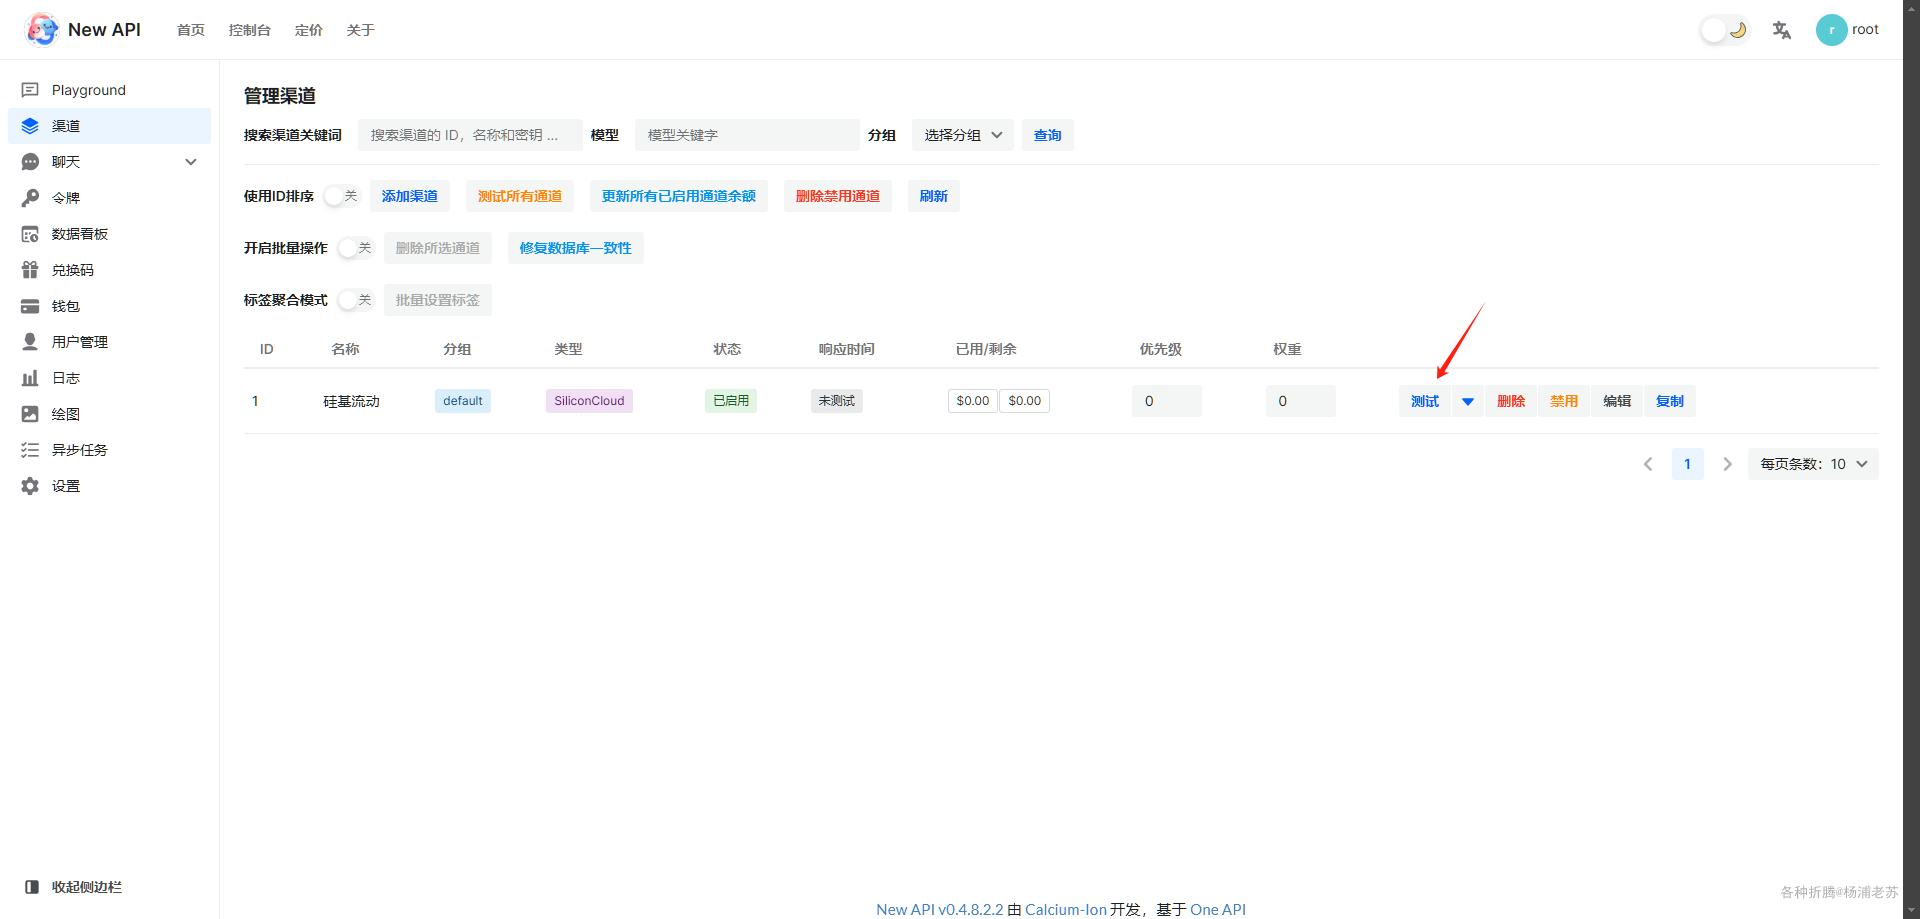 New API 首页 控制台 定价 关于 r root
Playground
渠道
聊天
令牌
数据看板
兑换码
钱包
用户管理
日志
绘图
异步任务
设置
收起侧边栏
管理渠道
搜索渠道关键词 搜索渠道的 ID，名称和密钥 ... 模型 模型关键字 分组 选择分组 查询
使用ID排序 关 添加渠道 测试所有通道 更新所有已启用通道余额 删除禁用通道 刷新
开启批量操作 关 删除所选通道 修复数据库一致性
标签聚合模式 关 批量设置标签
ID 名称 分组 类型 状态 响应时间 已用/剩余 优先级 权重
1 硅基流动 default SiliconCloud 已启用 未测试 $0.00 $0.00 0 0 测试 删除 禁用 编辑 复制
1 每页条数：10
各种折腾@杨浦老苏
New API v0.4.8.2.2 由 Calcium-Ion 开发，基于 One API